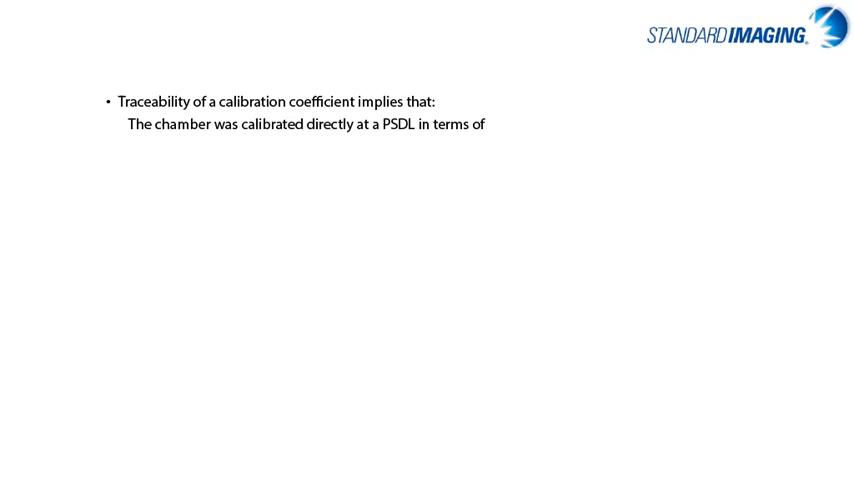 STANDARD IMAGING®
• Traceability of a calibration coefficient implies that:
The chamber was calibrated directly at a PSDL in terms of